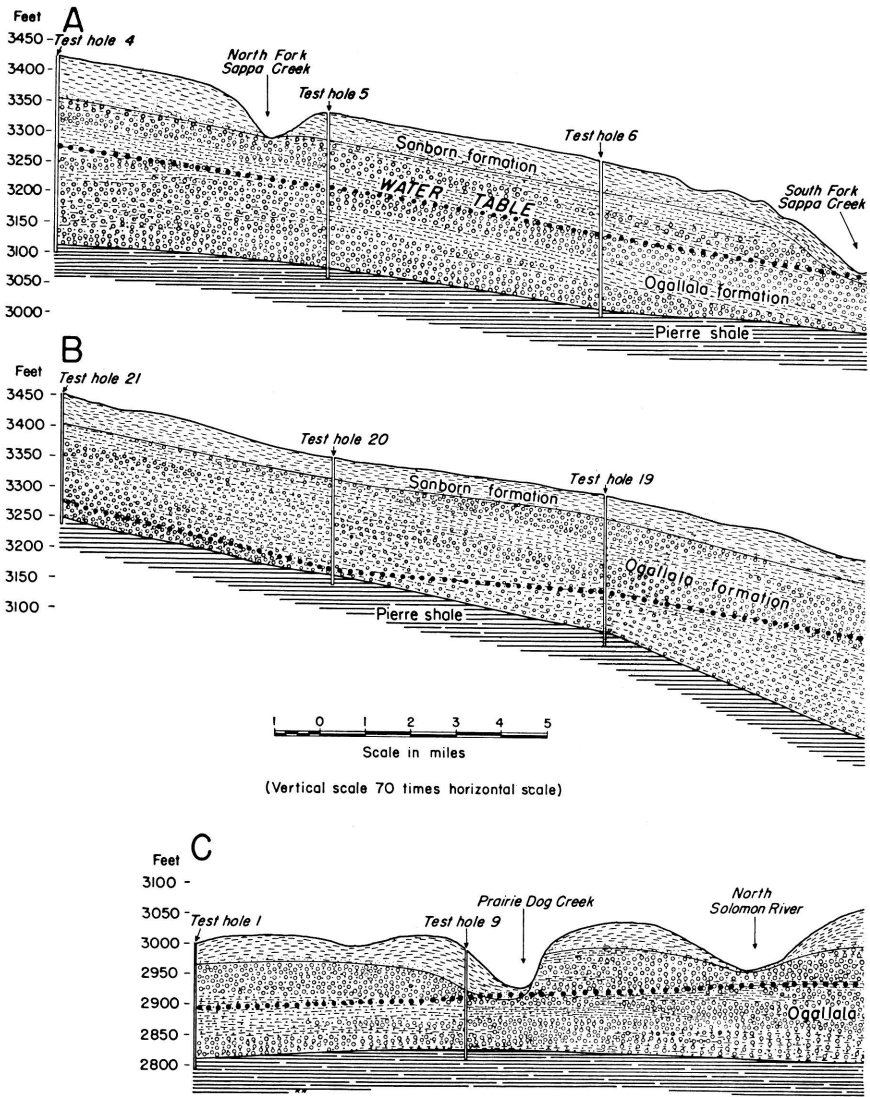 A
Feet
3450
3400
3350
3300
3250
3200
3150
3100
3050
3000
Test hole 4
North Fork
Sappa Creek
Test hole 5
Test hole 6
South Fork
Sappa Creek
Sanborn formation
WATER TABLE
Ogallala formation
Pierre shale
B
Feet
3450
3400
3350
3300
3250
3200
3150
3100
Test hole 21
Test hole 20
Test hole 19
Sanborn formation
Ogallala formation
Pierre shale
1 0 1 2 3 4 5
Scale in miles
(Vertical scale 70 times horizontal scale)
C
Feet
3100
3050
3000
2950
2900
2850
2800
Test hole 1
Test hole 9
Prairie Dog Creek
North
Solomon River
Ogallala